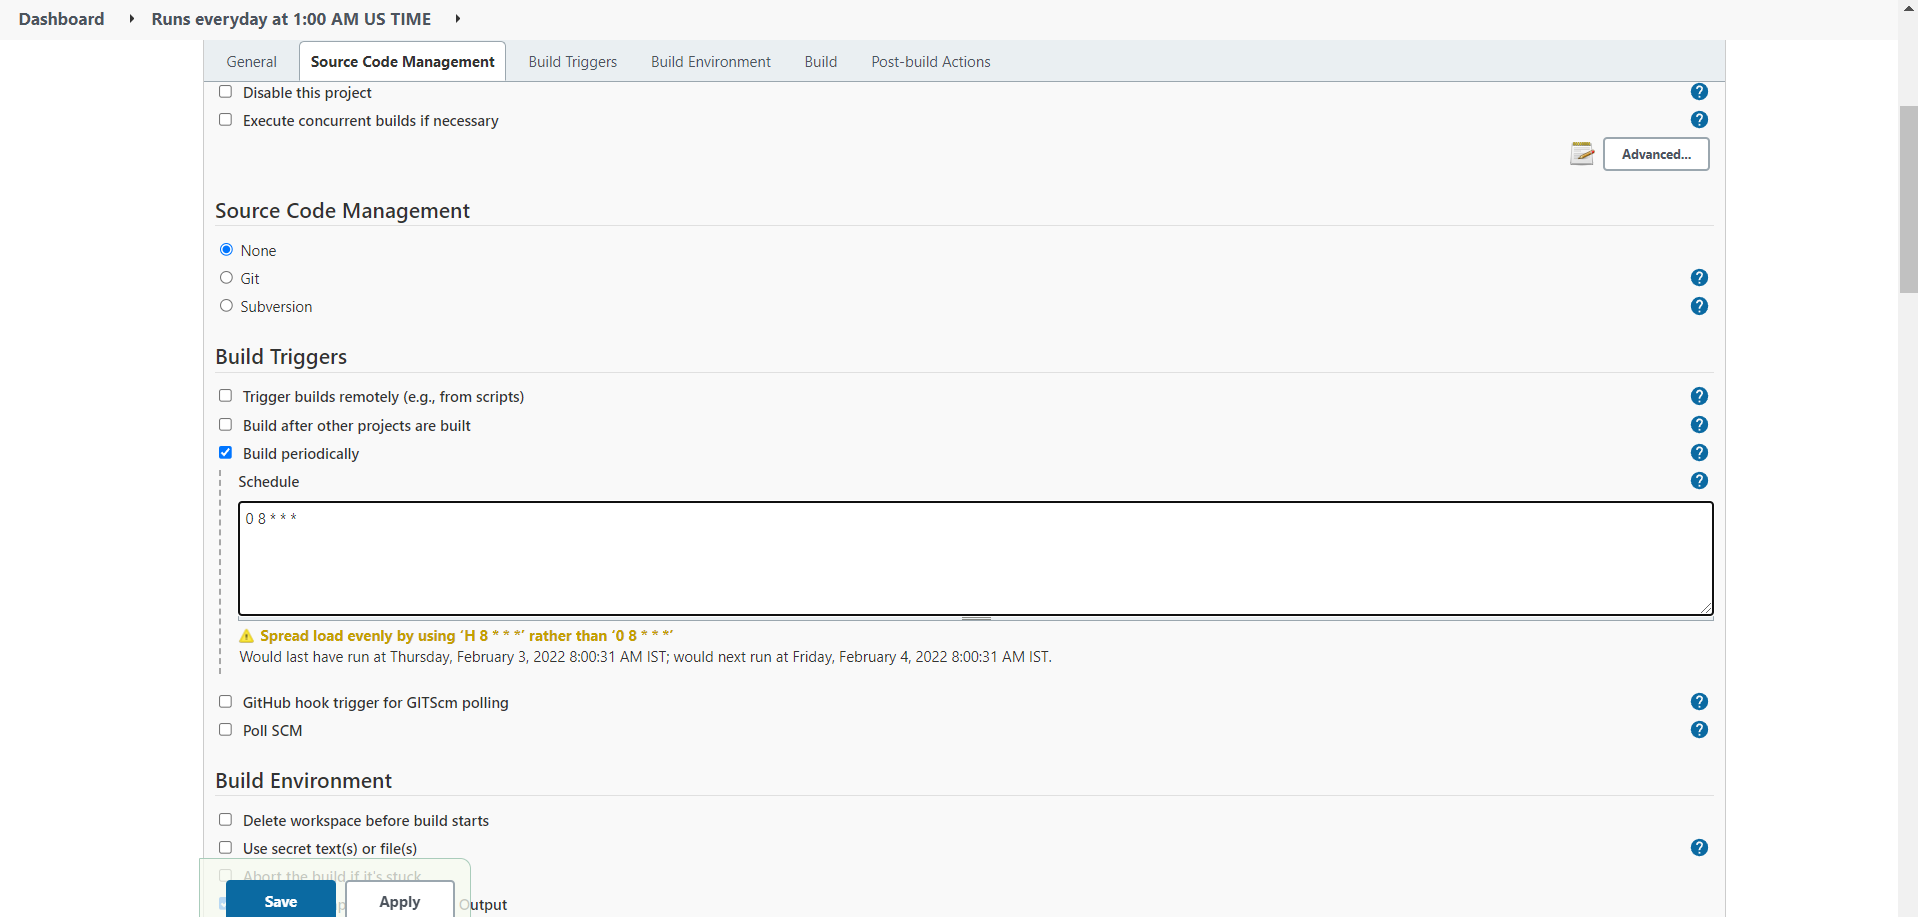 Dashboard Runs everyday at 1:00 AM US TIME
General Source Code Management Build Triggers Build Environment Build Post-build Actions
Disable this project
Execute concurrent builds if necessary
Advanced...
Source Code Management
None
Git
Subversion
Build Triggers
Trigger builds remotely (e.g., from scripts)
Build after other projects are built
Build periodically
Schedule
0 8 * * *
Spread load evenly by using ‘H 8 * * *’ rather than ‘0 8 * * *’
Would last have run at Thursday, February 3, 2022 8:00:31 AM IST; would next run at Friday, February 4, 2022 8:00:31 AM IST.
GitHub hook trigger for GITScm polling
Poll SCM
Build Environment
Delete workspace before build starts
Use secret text(s) or file(s)
Abort the build if it's stuck
Save Apply Output